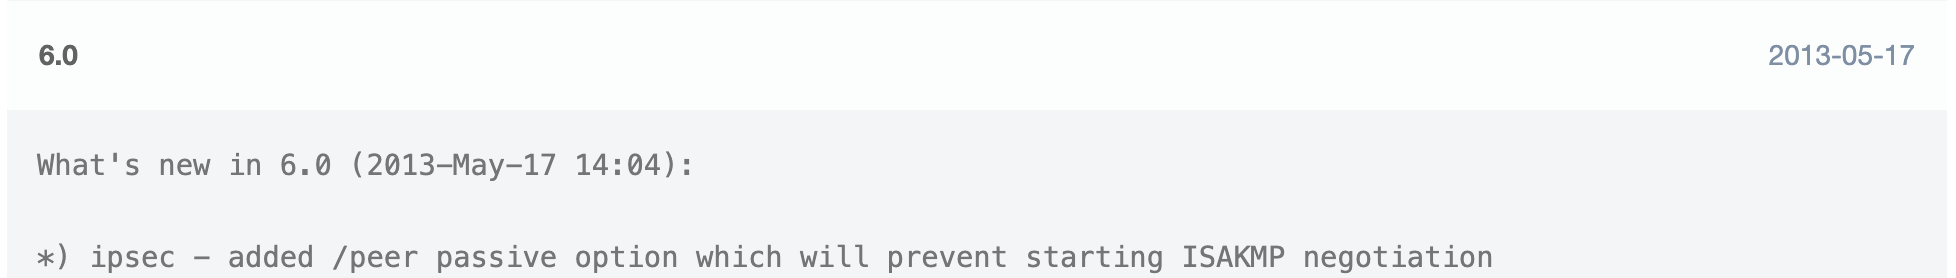 6.0
2013-05-17
What's new in 6.0 (2013-May-17 14:04):
*) ipsec - added /peer passive option which will prevent starting ISAKMP negotiation